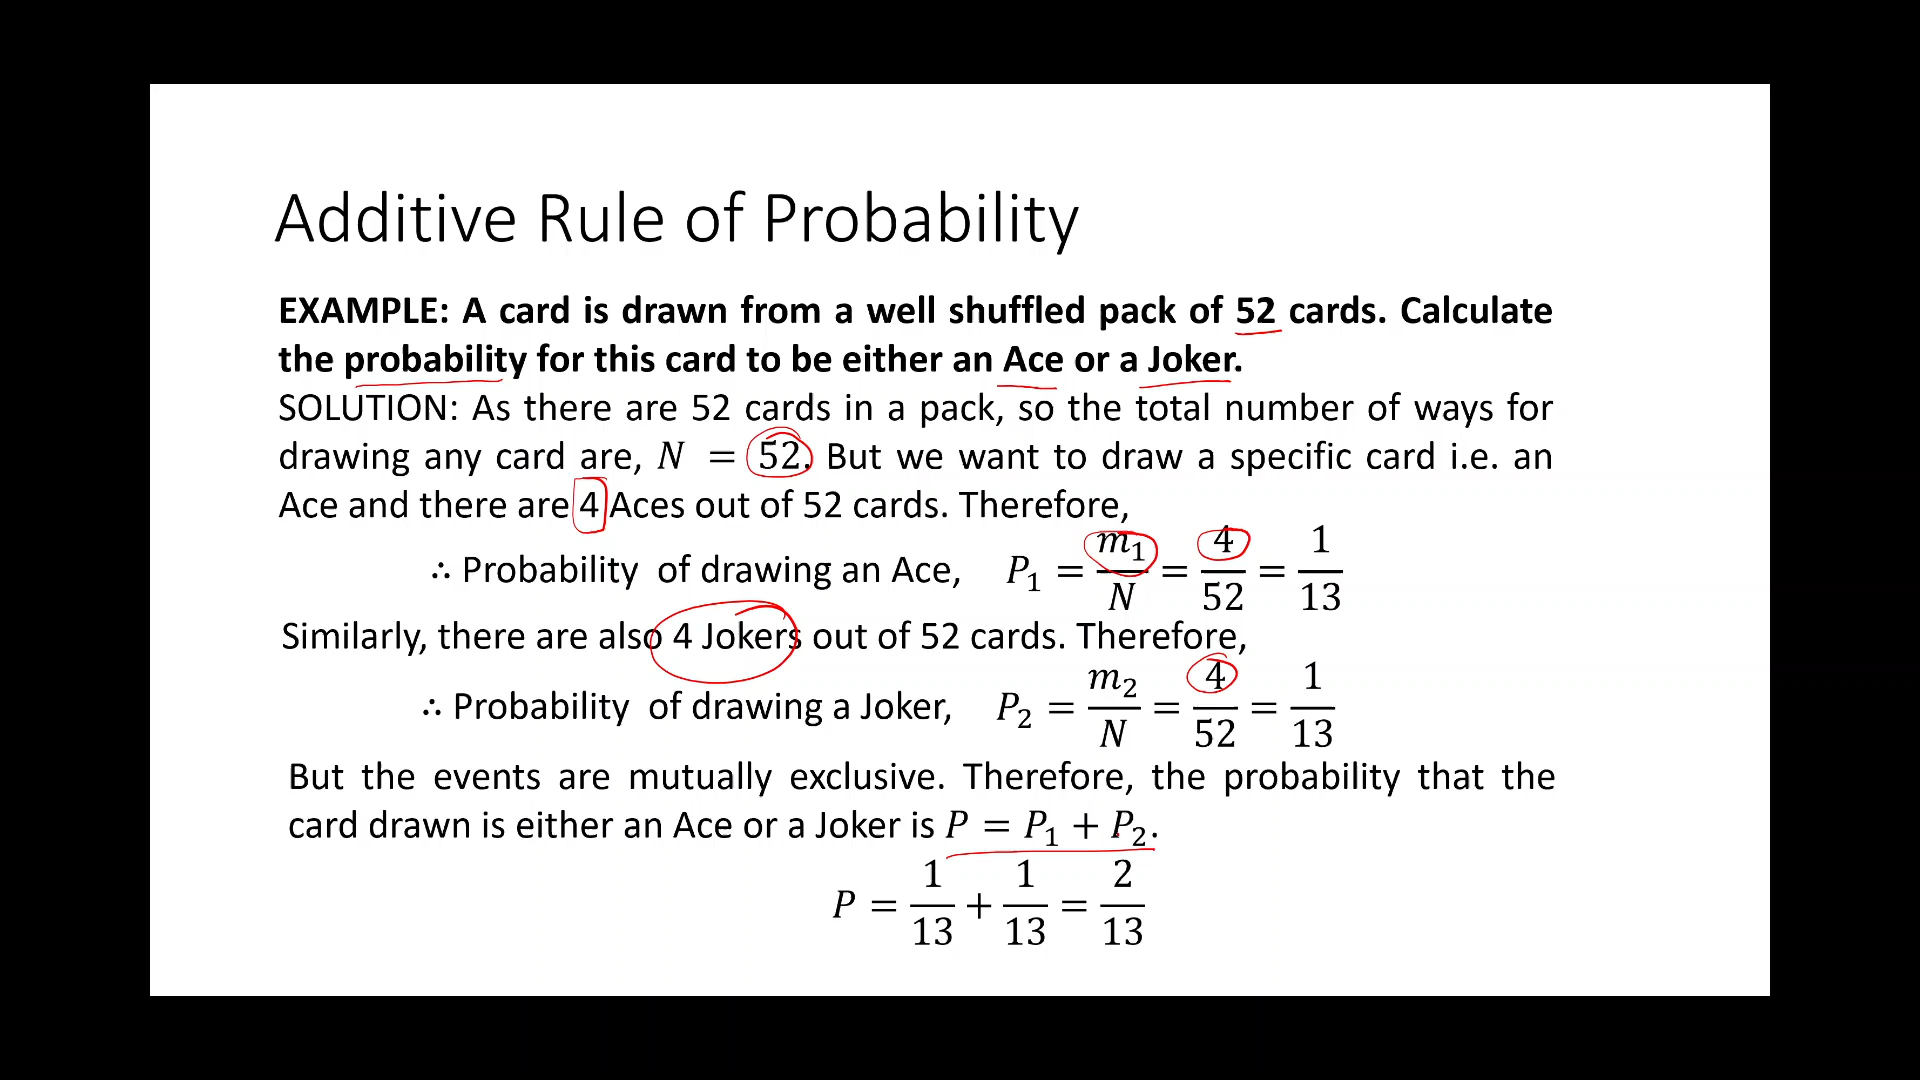 Additive Rule of Probability
EXAMPLE: A card is drawn from a well shuffled pack of 52 cards. Calculate
the probability for this card to be either an Ace or a Joker.
SOLUTION: As there are 52 cards in a pack, so the total number of ways for
drawing any card are, N = 52. But we want to draw a specific card i.e. an
Ace and there are 4 Aces out of 52 cards. Therefore,
∴ Probability of drawing an Ace, P₁ = m₁/N = 4/52 = 1/13
Similarly, there are also 4 Jokers out of 52 cards. Therefore,
∴ Probability of drawing a Joker, P₂ = m₂/N = 4/52 = 1/13
But the events are mutually exclusive. Therefore, the probability that the
card drawn is either an Ace or a Joker is P = P₁ + P₂.
P = 1/13 + 1/13 = 2/13